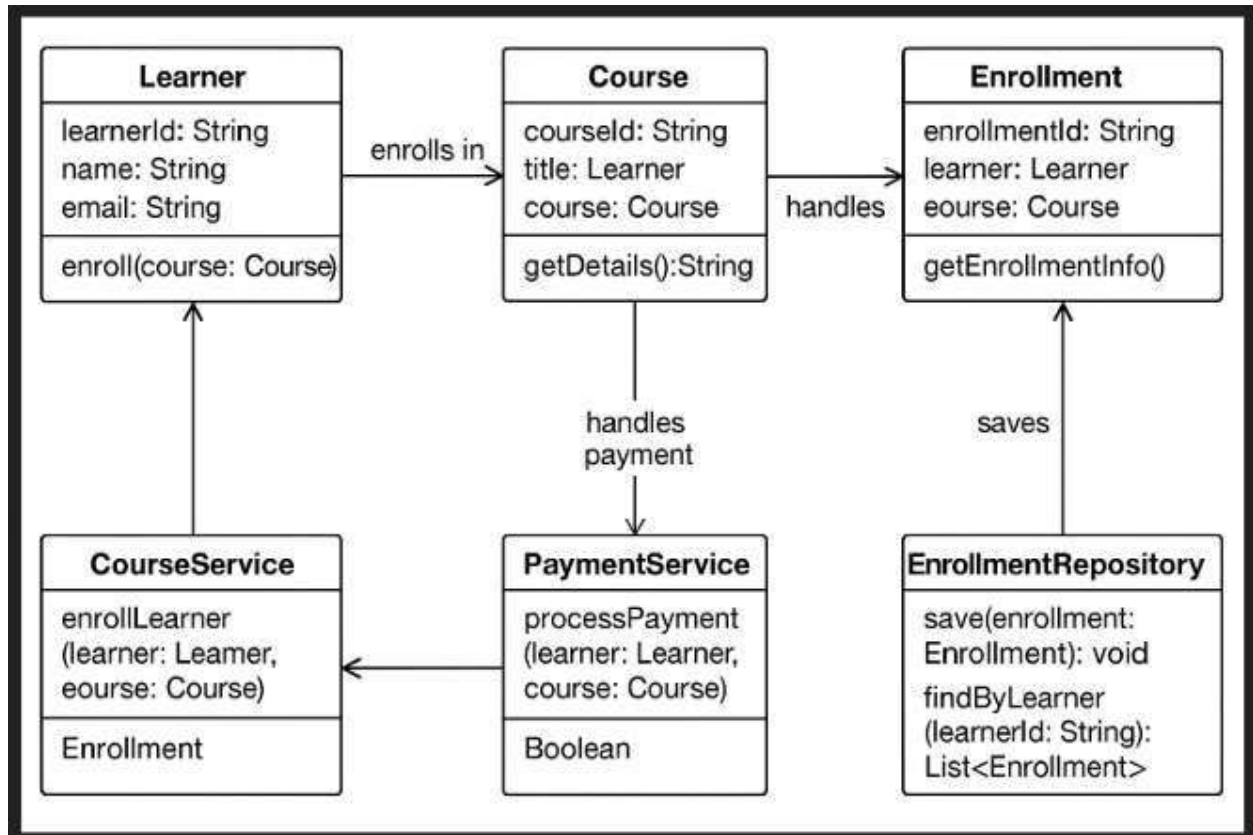 Learner
learnerId: String
name: String
email: String
enroll(course: Course)
enrolls in
Course
courseId: String
title: Learner
course: Course
getDetails():String
handles
Enrollment
enrollmentId: String
learner: Learner
eourse: Course
getEnrollmentInfo()
handles
payment
saves
CourseService
enrollLearner
(learner: Leamer,
eourse: Course)
Enrollment
PaymentService
processPayment
(learner: Learner,
course: Course)
Boolean
EnrollmentRepository
save(enrollment:
Enrollment): void
findByLearner
(learnerId: String):
List<Enrollment>